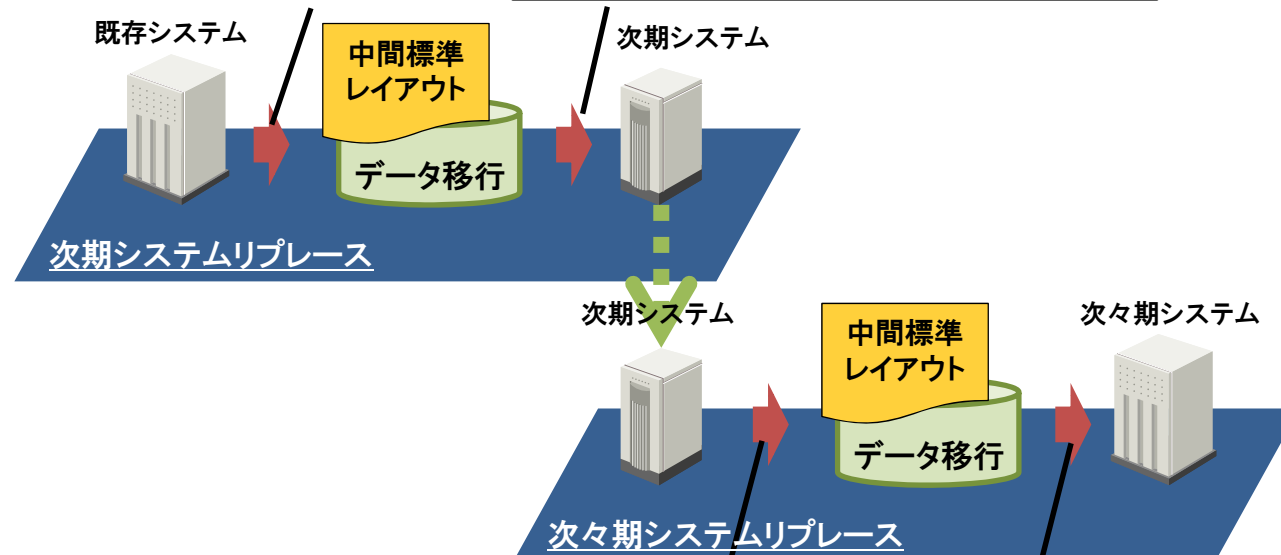 既存システム
中間標準
レイアウト
次期システム
データ移行
次期システムリプレース
次期システム
中間標準
レイアウト
次々期システム
データ移行
次々期システムリプレース